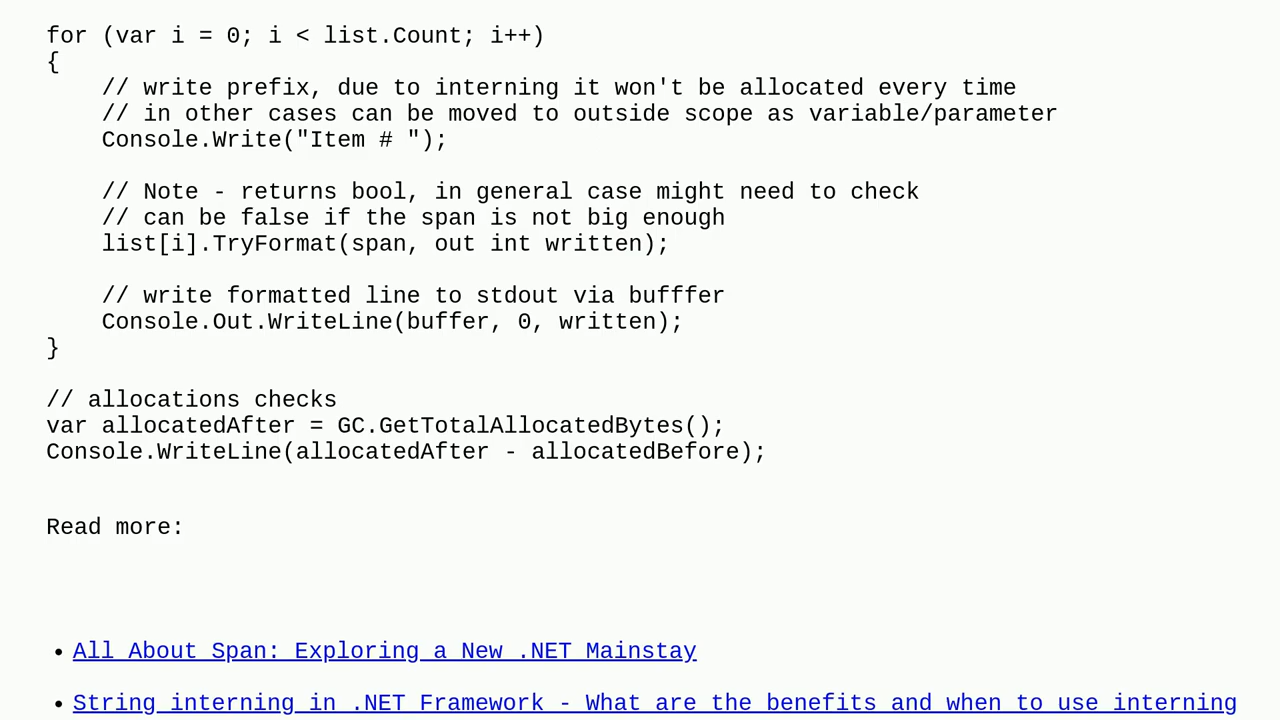 for (var i = 0; i < list.Count; i++)
{
    // write prefix, due to interning it won't be allocated every time
    // in other cases can be moved to outside scope as variable/parameter
    Console.Write("Item # ");

    // Note - returns bool, in general case might need to check
    // can be false if the span is not big enough
    list[i].TryFormat(span, out int written);

    // write formatted line to stdout via bufffer
    Console.Out.WriteLine(buffer, 0, written);
}

// allocations checks
var allocatedAfter = GC.GetTotalAllocatedBytes();
Console.WriteLine(allocatedAfter - allocatedBefore);

Read more:

• All About Span: Exploring a New .NET Mainstay
• String interning in .NET Framework - What are the benefits and when to use interning